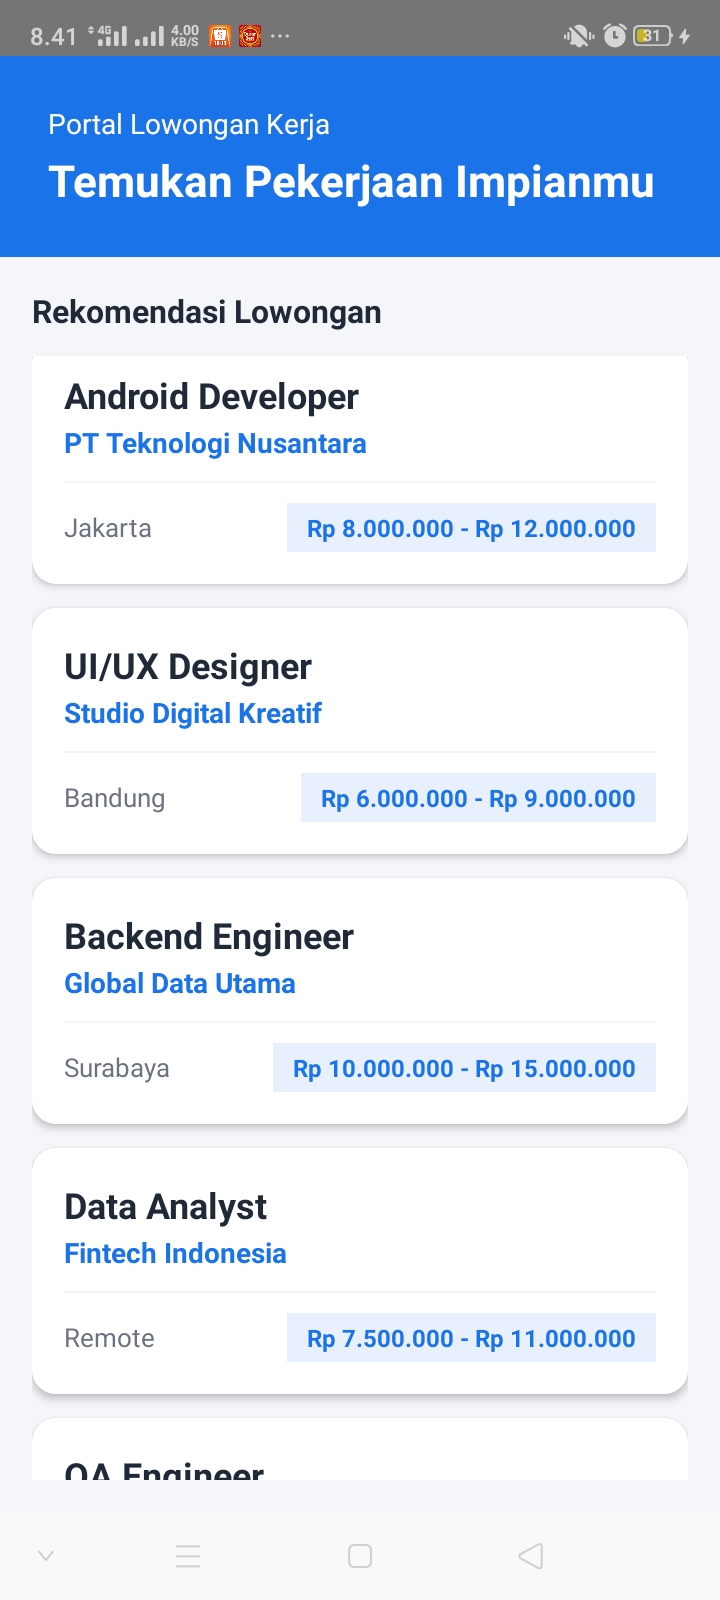 8.41 4G 4.00 KB/S 31
Portal Lowongan Kerja
Temukan Pekerjaan Impianmu
Rekomendasi Lowongan
Android Developer
PT Teknologi Nusantara
Jakarta Rp 8.000.000 - Rp 12.000.000
UI/UX Designer
Studio Digital Kreatif
Bandung Rp 6.000.000 - Rp 9.000.000
Backend Engineer
Global Data Utama
Surabaya Rp 10.000.000 - Rp 15.000.000
Data Analyst
Fintech Indonesia
Remote Rp 7.500.000 - Rp 11.000.000
QA Engineer